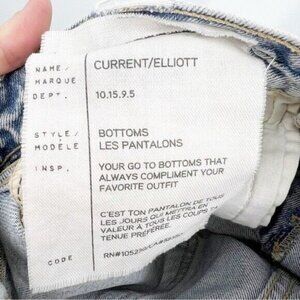 NAME/ CURRENT/ELLIOTT
MARQUE
DEPT. 10.15.9.5
STYLE/ BOTTOMS
MODÈLE LES PANTALONS
INSP. YOUR GO TO BOTTOMS THAT
ALWAYS COMPLIMENT YOUR
FAVORITE OUTFIT
C'EST TON PANTALON DE TOUS
LES JOURS QUI METTRA EN
VALEUR À TOUS LES COUPS TA
TENUE PRÉFÉRÉE.
CODE